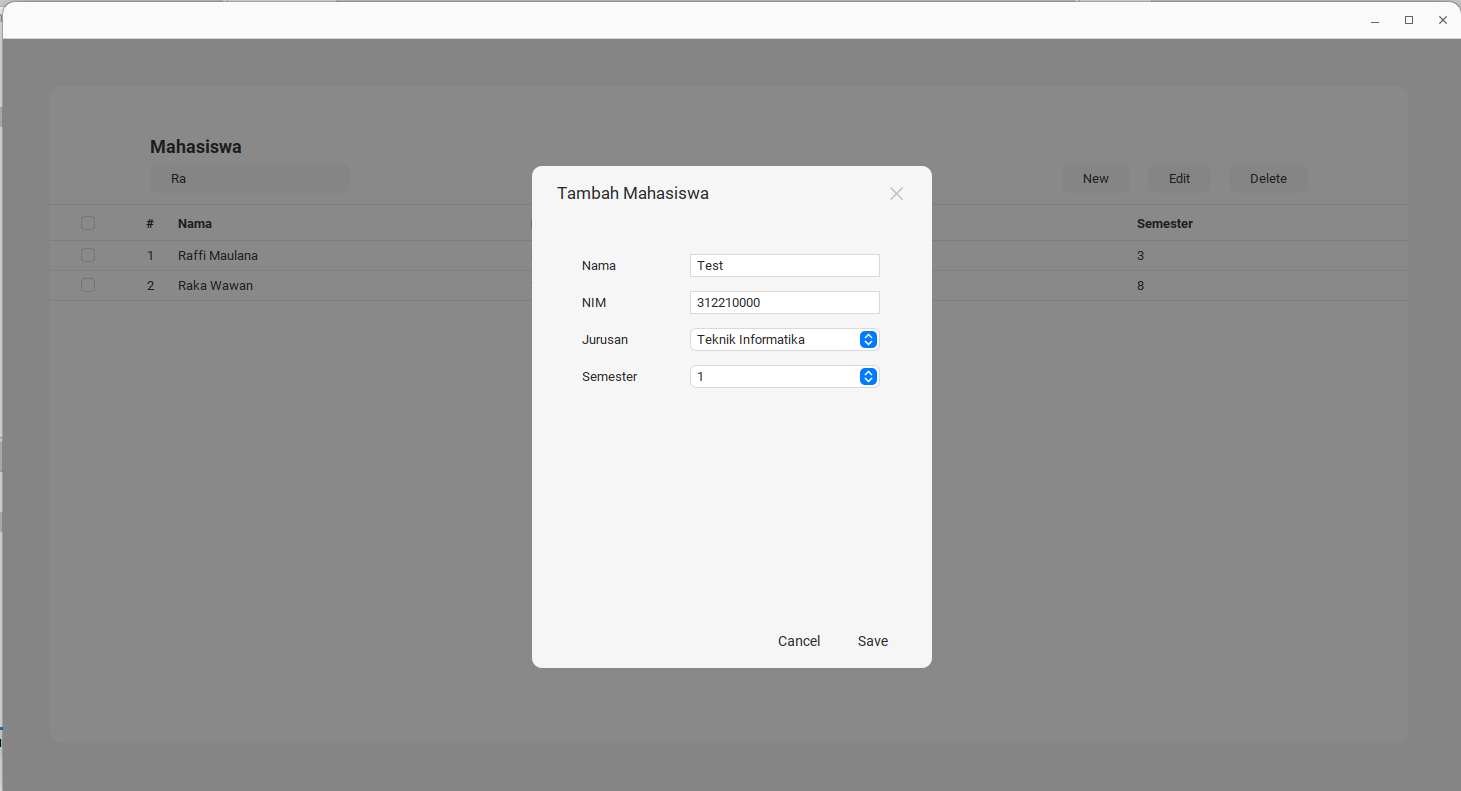 Mahasiswa
Ra
New Edit Delete
# Nama Semester
1 Raffi Maulana 3
2 Raka Wawan 8
Tambah Mahasiswa
Nama Test
NIM 312210000
Jurusan Teknik Informatika
Semester 1
Cancel Save